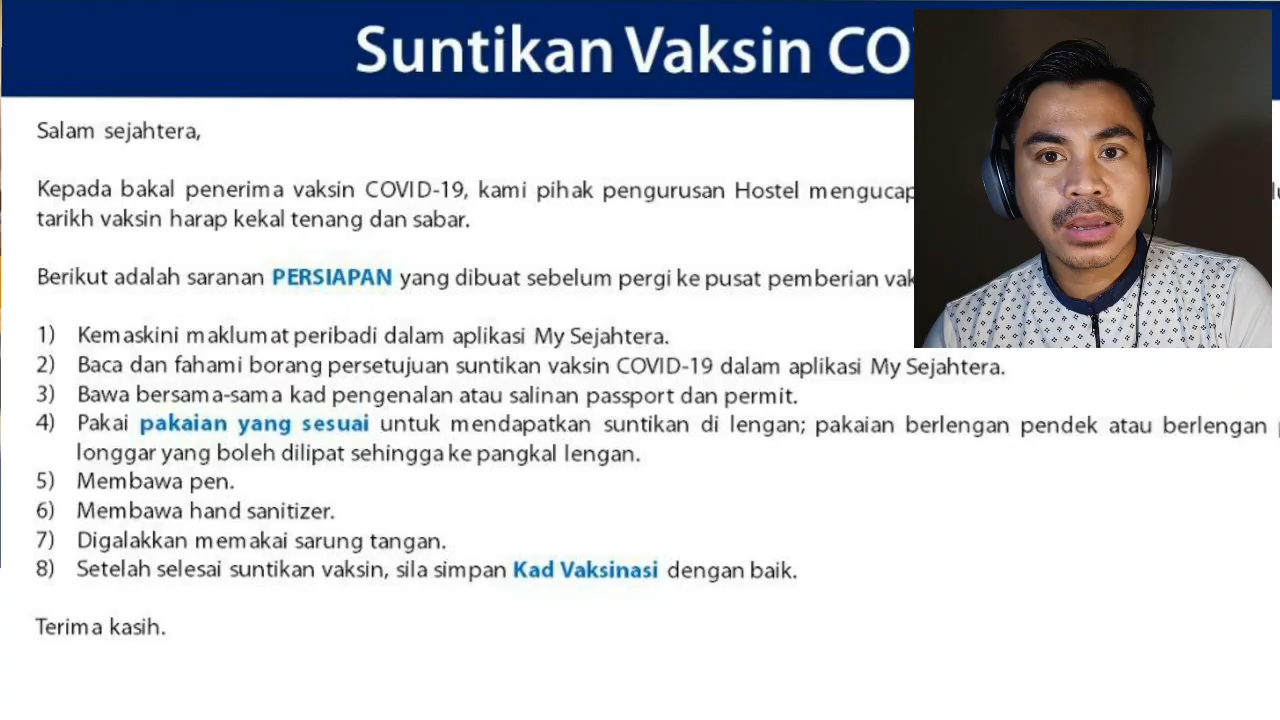 Suntikan Vaksin
Salam sejahtera,
Kepada bakal penerima vaksin COVID-19, kami pihak pengurusan Hostel
tarikh vaksin harap kekal tenang dan sabar.
Berikut adalah saranan PERSIAPAN yang dibuat sebelum pergi ke pusat pemberian
1) Kemaskini maklumat peribadi dalam aplikasi My Sejahtera.
2) Baca dan fahami borang persetujuan suntikan vaksin COVID-19 dalam aplikasi My Sejahtera.
3) Bawa bersama-sama kad pengenalan atau salinan passport dan permit.
4) Pakai pakaian yang sesuai untuk mendapatkan suntikan di lengan; pakaian berlengan pendek atau berlengan
longgar yang boleh dilipat sehingga ke pangkal lengan.
5) Membawa pen.
6) Membawa hand sanitizer.
7) Digalakkan memakai sarung tangan.
8) Setelah selesai suntikan vaksin, sila simpan Kad Vaksinasi dengan baik.
Terima kasih.